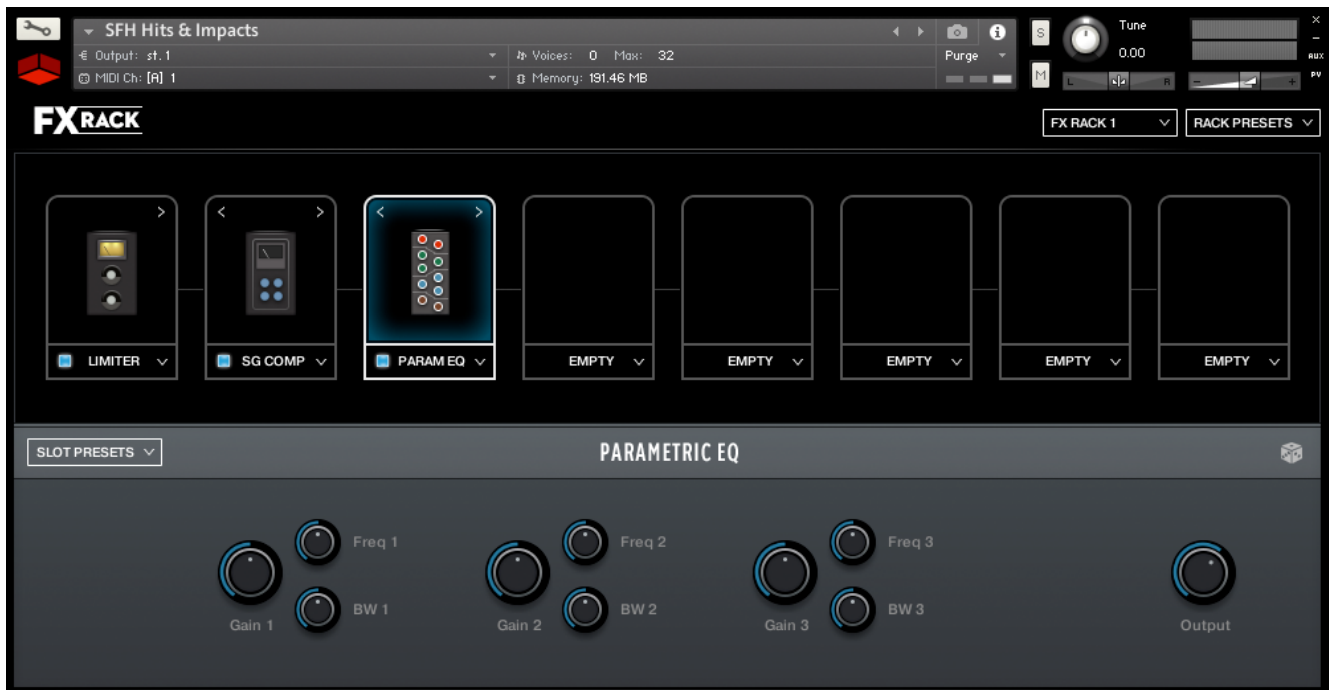 SFH Hits & Impacts
Output: st.1
Voices: 0 Max: 32
Purge
MIDI Ch: [A] 1
Memory: 191.46 MB
S
M
Tune
0.00
L R
- +
×
–
AUX
PV
FX RACK
FX RACK 1
RACK PRESETS
LIMITER
SG COMP
PARAM EQ
EMPTY
EMPTY
EMPTY
EMPTY
EMPTY
SLOT PRESETS
PARAMETRIC EQ
Freq 1
Freq 2
Freq 3
BW 1
BW 2
BW 3
Gain 1
Gain 2
Gain 3
Output